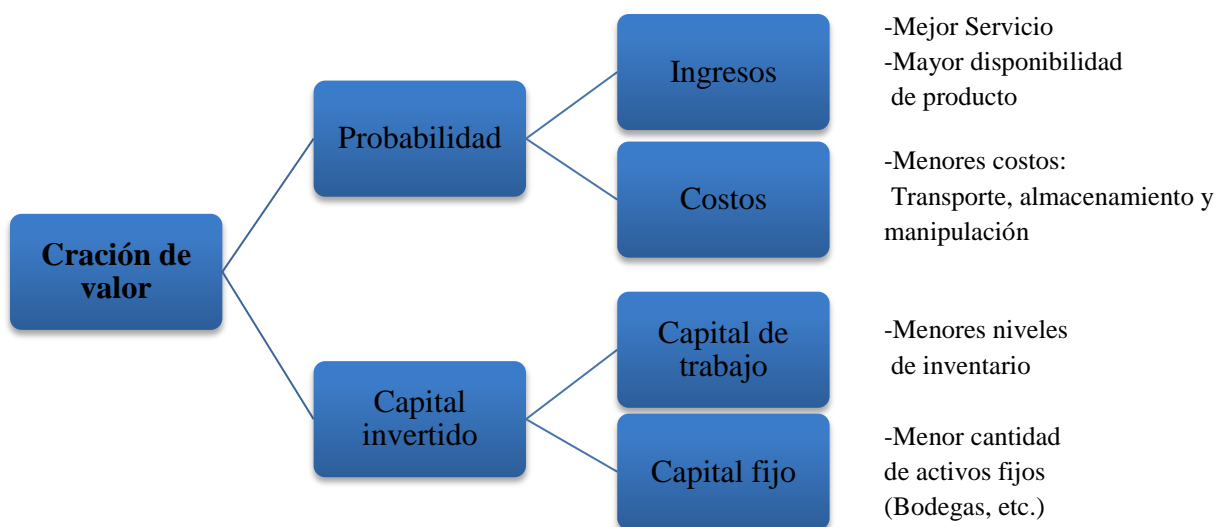 Cración de
valor
Probabilidad
Ingresos
-Mejor Servicio
-Mayor disponibilidad
de producto
Costos
-Menores costos:
Transporte, almacenamiento y
manipulación
Capital
invertido
Capital de
trabajo
-Menores niveles
de inventario
Capital fijo
-Menor cantidad
de activos fijos
(Bodegas, etc.)